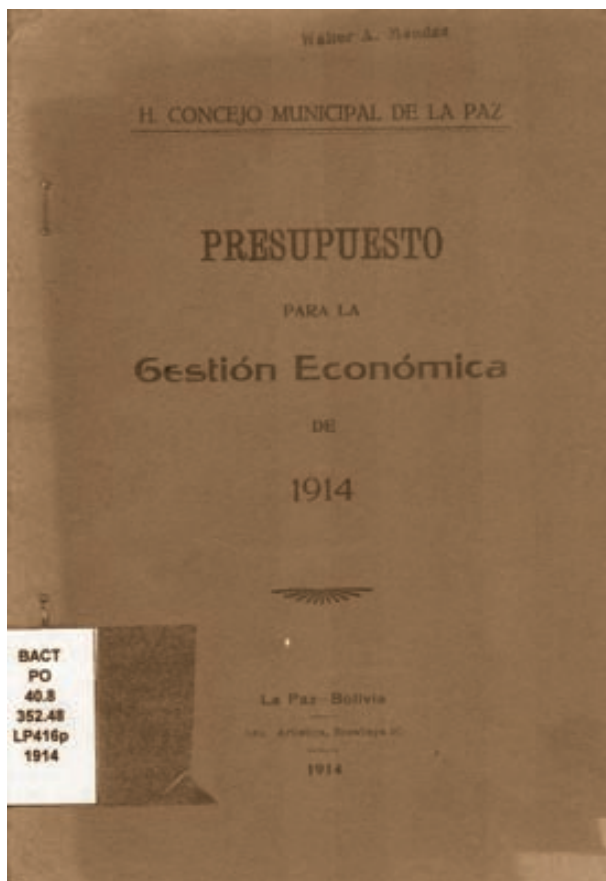 Walter A. Mendez
H. CONCEJO MUNICIPAL DE LA PAZ
PRESUPUESTO
PARA LA
Gestión Económica
DE
1914
BACT
PO
40.8
352.48
LP416p
1914
La Paz-Bolivia
Artística,
1914